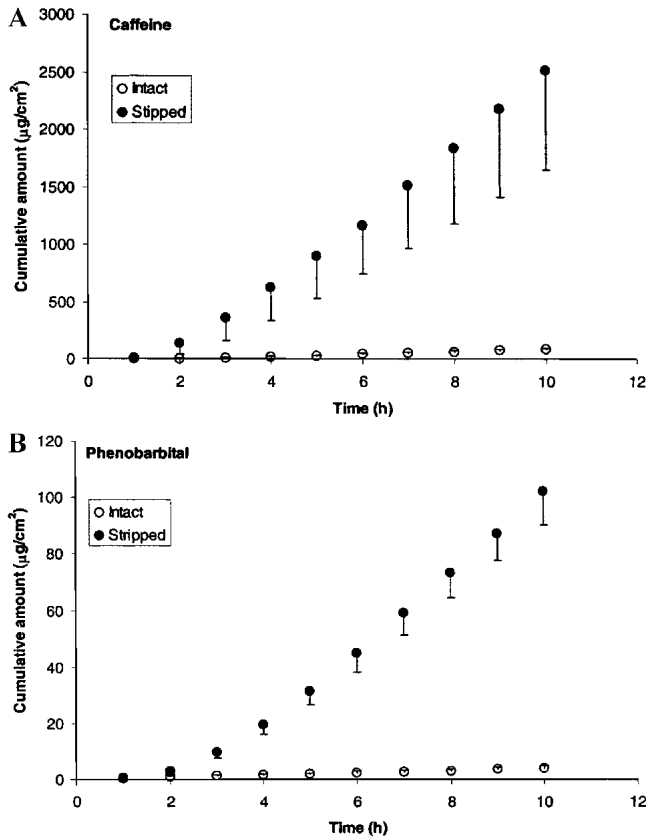 A
Caffeine
Intact
Stipped
Cumulative amount (µg/cm²)
3000
2500
2000
1500
1000
500
0
0 2 4 6 8 10 12
Time (h)
B
Phenobarbital
Intact
Stripped
Cumulative amount (µg/cm²)
120
100
80
60
40
20
0
0 2 4 6 8 10 12
Time (h)